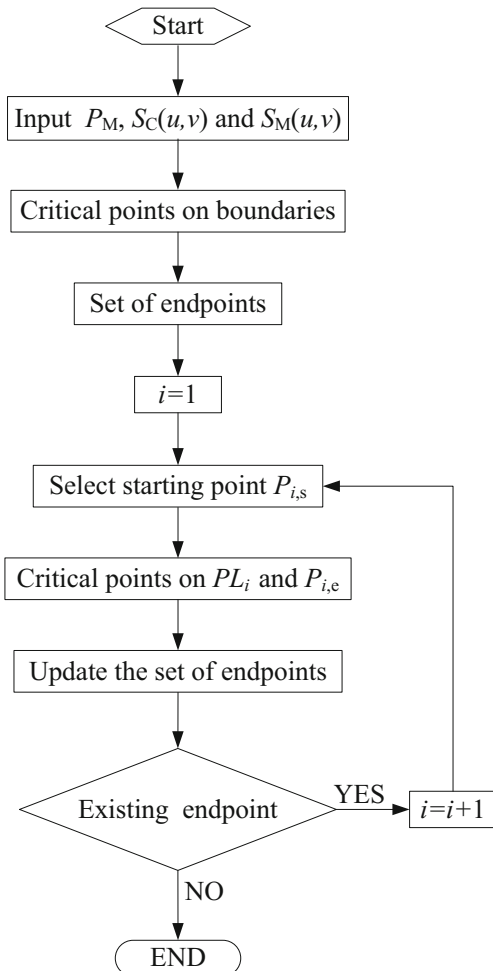 Start
Input P_M, S_C(u,v) and S_M(u,v)
Critical points on boundaries
Set of endpoints
i=1
Select starting point P_i,s
Critical points on PL_i and P_i,e
Update the set of endpoints
Existing endpoint
YES
i=i+1
NO
END